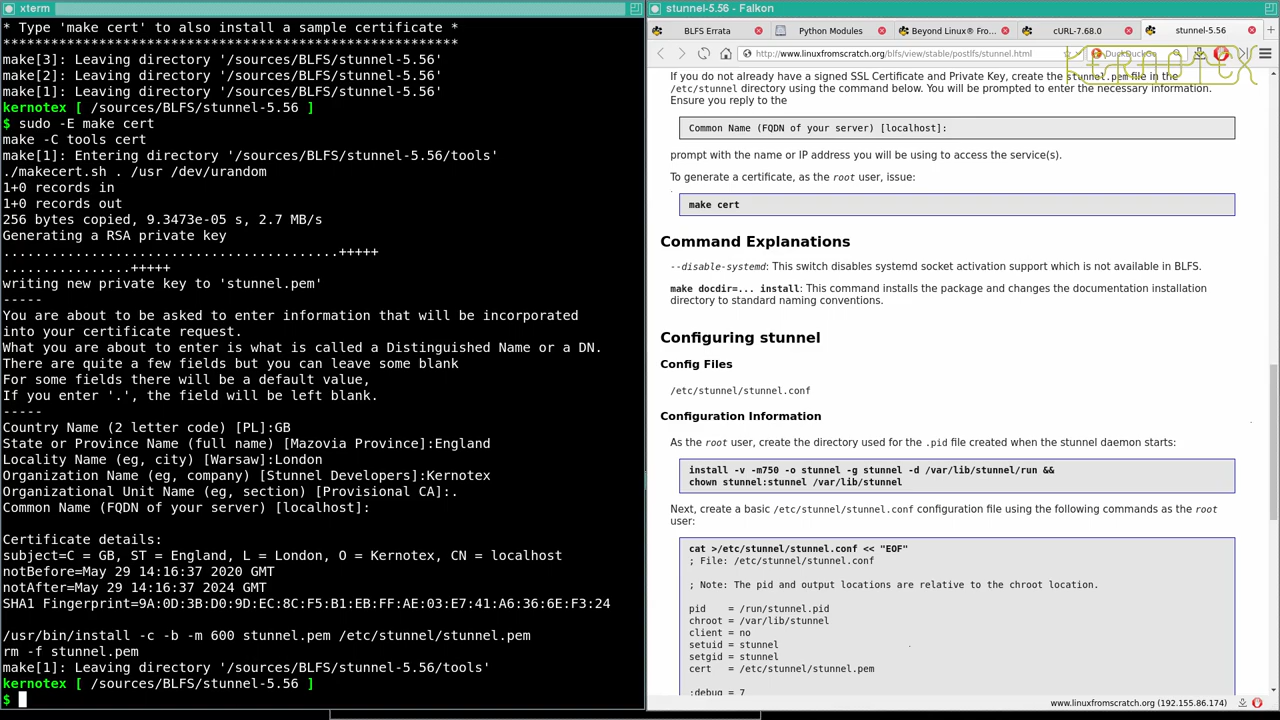 xterm
* Type 'make cert' to also install a sample certificate *
*********************************************************
make[3]: Leaving directory '/sources/BLFS/stunnel-5.56'
make[2]: Leaving directory '/sources/BLFS/stunnel-5.56'
make[1]: Leaving directory '/sources/BLFS/stunnel-5.56'
kernotex [ /sources/BLFS/stunnel-5.56 ]
$ sudo -E make cert
make -C tools cert
make[1]: Entering directory '/sources/BLFS/stunnel-5.56/tools'
./makecert.sh . /usr /dev/urandom
1+0 records in
1+0 records out
256 bytes copied, 9.3473e-05 s, 2.7 MB/s
Generating a RSA private key
..........................................+++++
................+++++
writing new private key to 'stunnel.pem'
-----
You are about to be asked to enter information that will be incorporated
into your certificate request.
What you are about to enter is what is called a Distinguished Name or a DN.
There are quite a few fields but you can leave some blank
For some fields there will be a default value,
If you enter '.', the field will be left blank.
-----
Country Name (2 letter code) [PL]:GB
State or Province Name (full name) [Mazovia Province]:England
Locality Name (eg, city) [Warsaw]:London
Organization Name (eg, company) [Stunnel Developers]:Kernotex
Organizational Unit Name (eg, section) [Provisional CA]:.
Common Name (FQDN of your server) [localhost]:
Certificate details:
subject=C = GB, ST = England, L = London, O = Kernotex, CN = localhost
notBefore=May 29 14:16:37 2020 GMT
notAfter=May 29 14:16:37 2024 GMT
SHA1 Fingerprint=9A:0D:3B:D0:9D:EC:8C:F5:B1:EB:FF:AE:03:E7:41:A6:36:6E:F3:24
/usr/bin/install -c -b -m 600 stunnel.pem /etc/stunnel/stunnel.pem
rm -f stunnel.pem
make[1]: Leaving directory '/sources/BLFS/stunnel-5.56/tools'
kernotex [ /sources/BLFS/stunnel-5.56 ]
$
stunnel-5.56 - Falkon
BLFS Errata
Python Modules
Beyond Linux® Fro...
cURL-7.68.0
stunnel-5.56
http://www.linuxfromscratch.org/blfs/view/stable/postlfs/stunnel.html
DuckDuckGo
KERNOTEX
If you do not already have a signed SSL Certificate and Private Key, create the stunnel.pem file in the
/etc/stunnel directory using the command below. You will be prompted to enter the necessary information.
Ensure you reply to the
Common Name (FQDN of your server) [localhost]:
prompt with the name or IP address you will be using to access the service(s).
To generate a certificate, as the root user, issue:
make cert
Command Explanations
--disable-systemd: This switch disables systemd socket activation support which is not available in BLFS.
make docdir=... install: This command installs the package and changes the documentation installation
directory to standard naming conventions.
Configuring stunnel
Config Files
/etc/stunnel/stunnel.conf
Configuration Information
As the root user, create the directory used for the .pid file created when the stunnel daemon starts:
install -v -m750 -o stunnel -g stunnel -d /var/lib/stunnel/run &&
chown stunnel:stunnel /var/lib/stunnel
Next, create a basic /etc/stunnel/stunnel.conf configuration file using the following commands as the root
user:
cat >/etc/stunnel/stunnel.conf << "EOF"
; File: /etc/stunnel/stunnel.conf
; Note: The pid and output locations are relative to the chroot location.
pid    = /run/stunnel.pid
chroot = /var/lib/stunnel
client = no
setuid = stunnel
setgid = stunnel
cert   = /etc/stunnel/stunnel.pem
;debug = 7
www.linuxfromscratch.org (192.155.86.174)